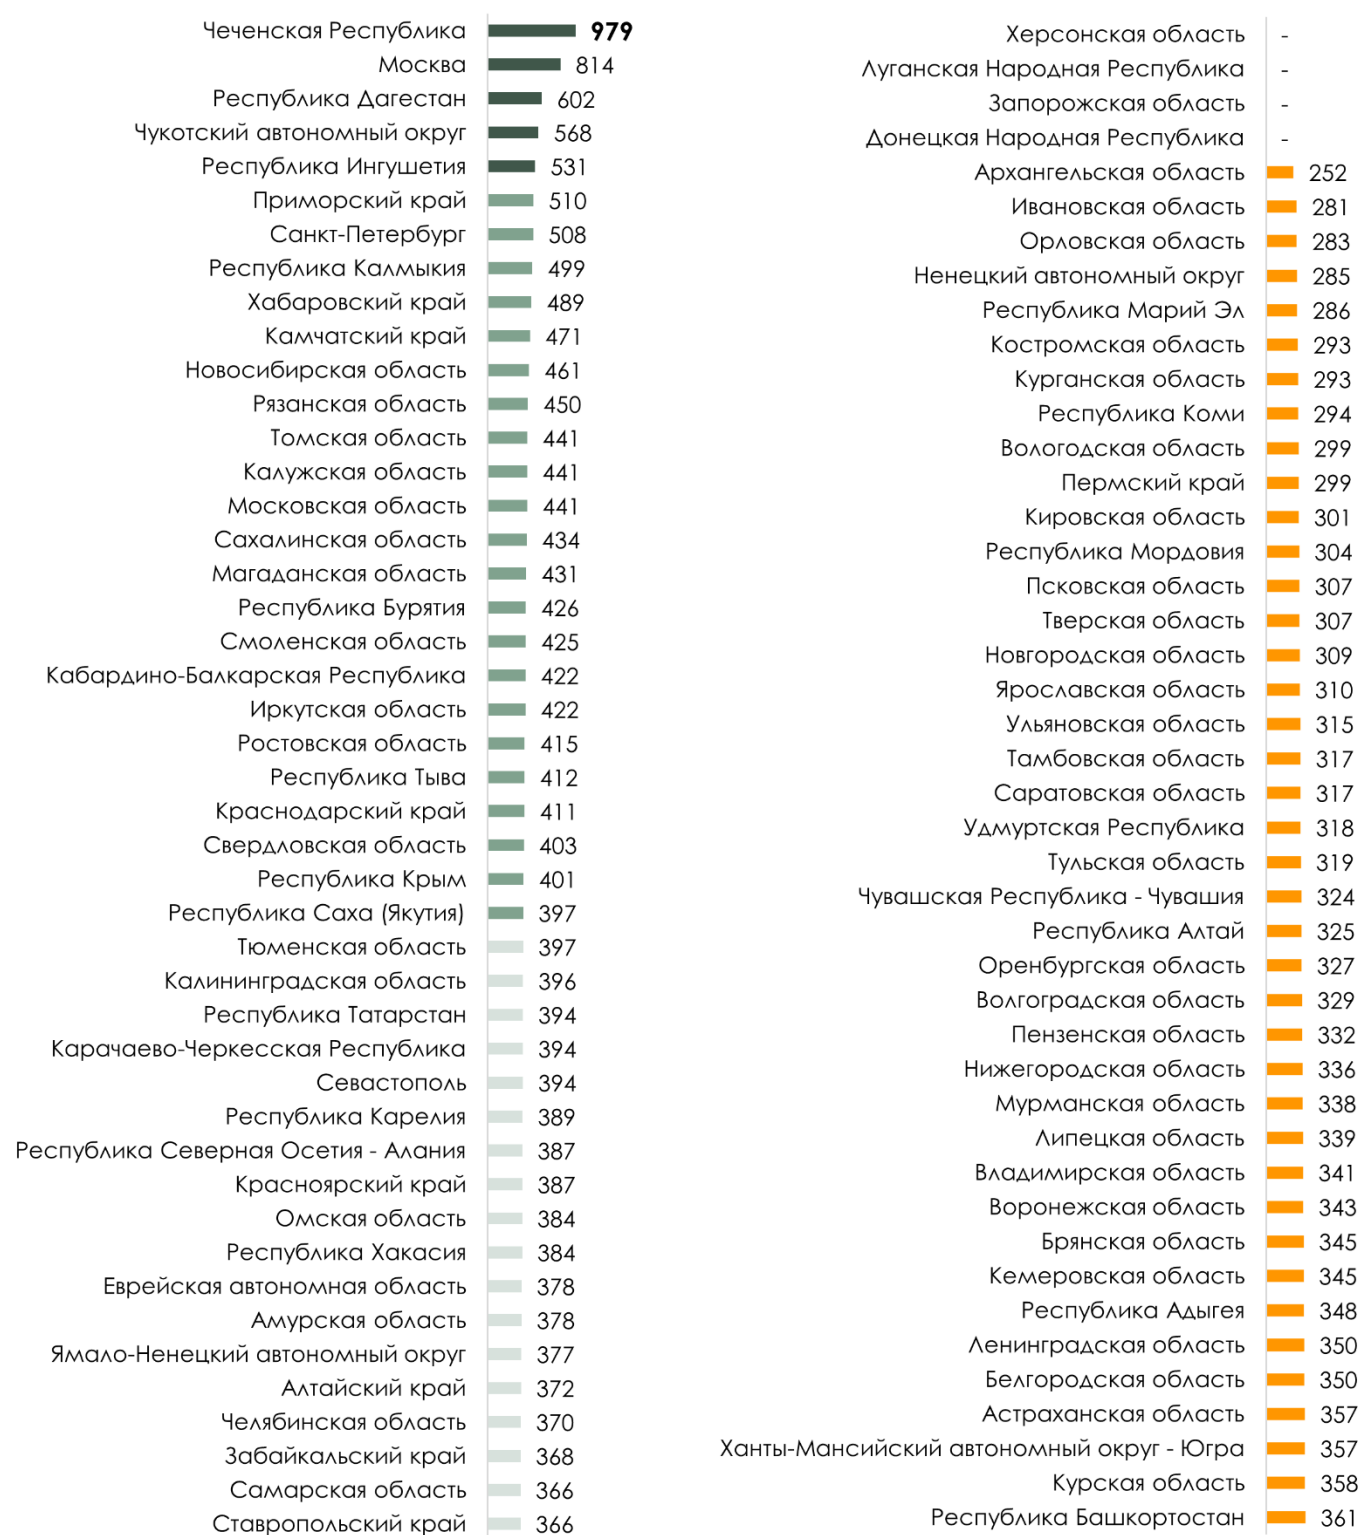 Чеченская Республика 979
Москва 814
Республика Дагестан 602
Чукотский автономный округ 568
Республика Ингушетия 531
Приморский край 510
Санкт-Петербург 508
Республика Калмыкия 499
Хабаровский край 489
Камчатский край 471
Новосибирская область 461
Рязанская область 450
Томская область 441
Калужская область 441
Московская область 441
Сахалинская область 434
Магаданская область 431
Республика Бурятия 426
Смоленская область 425
Кабардино-Балкарская Республика 422
Иркутская область 422
Ростовская область 415
Республика Тыва 412
Краснодарский край 411
Свердловская область 403
Республика Крым 401
Республика Саха (Якутия) 397
Тюменская область 397
Калининградская область 396
Республика Татарстан 394
Карачаево-Черкесская Республика 394
Севастополь 394
Республика Карелия 389
Республика Северная Осетия - Алания 387
Красноярский край 387
Омская область 384
Республика Хакасия 384
Еврейская автономная область 378
Амурская область 378
Ямало-Ненецкий автономный округ 377
Алтайский край 372
Челябинская область 370
Забайкальский край 368
Самарская область 366
Ставропольский край 366
Херсонская область -
Луганская Народная Республика -
Запорожская область -
Донецкая Народная Республика -
Архангельская область 252
Ивановская область 281
Орловская область 283
Ненецкий автономный округ 285
Республика Марий Эл 286
Костромская область 293
Курганская область 293
Республика Коми 294
Вологодская область 299
Пермский край 299
Кировская область 301
Республика Мордовия 304
Псковская область 307
Тверская область 307
Новгородская область 309
Ярославская область 310
Ульяновская область 315
Тамбовская область 317
Саратовская область 317
Удмуртская Республика 318
Тульская область 319
Чувашская Республика - Чувашия 324
Республика Алтай 325
Оренбургская область 327
Волгоградская область 329
Пензенская область 332
Нижегородская область 336
Мурманская область 338
Липецкая область 339
Владимирская область 341
Воронежская область 343
Брянская область 345
Кемеровская область 345
Республика Адыгея 348
Ленинградская область 350
Белгородская область 350
Астраханская область 357
Ханты-Мансийский автономный округ - Югра 357
Курская область 358
Республика Башкортостан 361